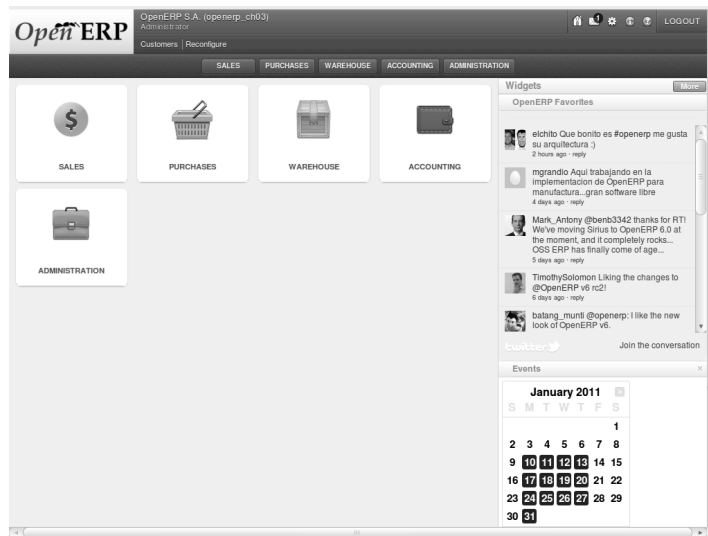 Open ERP
OpenERP S.A. (openerp_ch03)
Administrator
Customers | Reconfigure
1
LOGOUT
SALES
PURCHASES
WAREHOUSE
ACCOUNTING
ADMINISTRATION
SALES
PURCHASES
WAREHOUSE
ACCOUNTING
ADMINISTRATION
Widgets
More
OpenERP Favorites
elchito Que bonito es #openerp me gusta
su arquitectura :)
2 hours ago · reply
mgrandio Aqui trabajando en la
implementacion de OpenERP para
manufactura...gran software libre
4 days ago · reply
Mark_Antony @benb3342 thanks for RT!
We've moving Sirius to OpenERP 6.0 at
the moment, and it completely rocks...
OSS ERP has finally come of age...
5 days ago · reply
TimothySolomon Liking the changes to
@OpenERP v6 rc2!
6 days ago · reply
batang_munti @openerp: I like the new
look of OpenERP v6.
twitter
Join the conversation
Events
January 2011
S M T W T F S
1
2 3 4 5 6 7 8
9 10 11 12 13 14 15
16 17 18 19 20 21 22
23 24 25 26 27 28 29
30 31